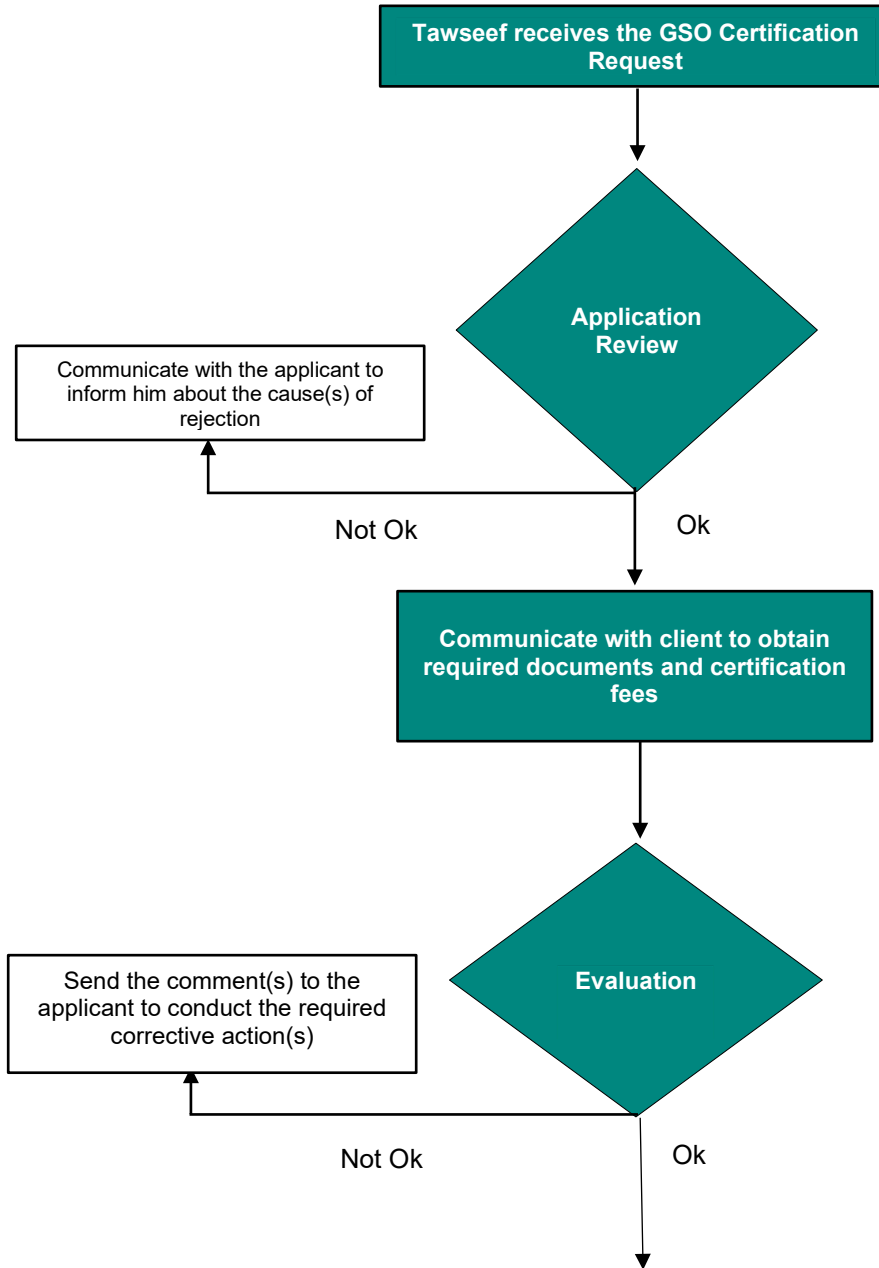 Tawseef receives the GSO Certification
Request
Application
Review
Communicate with the applicant to
inform him about the cause(s) of
rejection
Not Ok
Ok
Communicate with client to obtain
required documents and certification
fees
Evaluation
Send the comment(s) to the
applicant to conduct the required
corrective action(s)
Not Ok
Ok